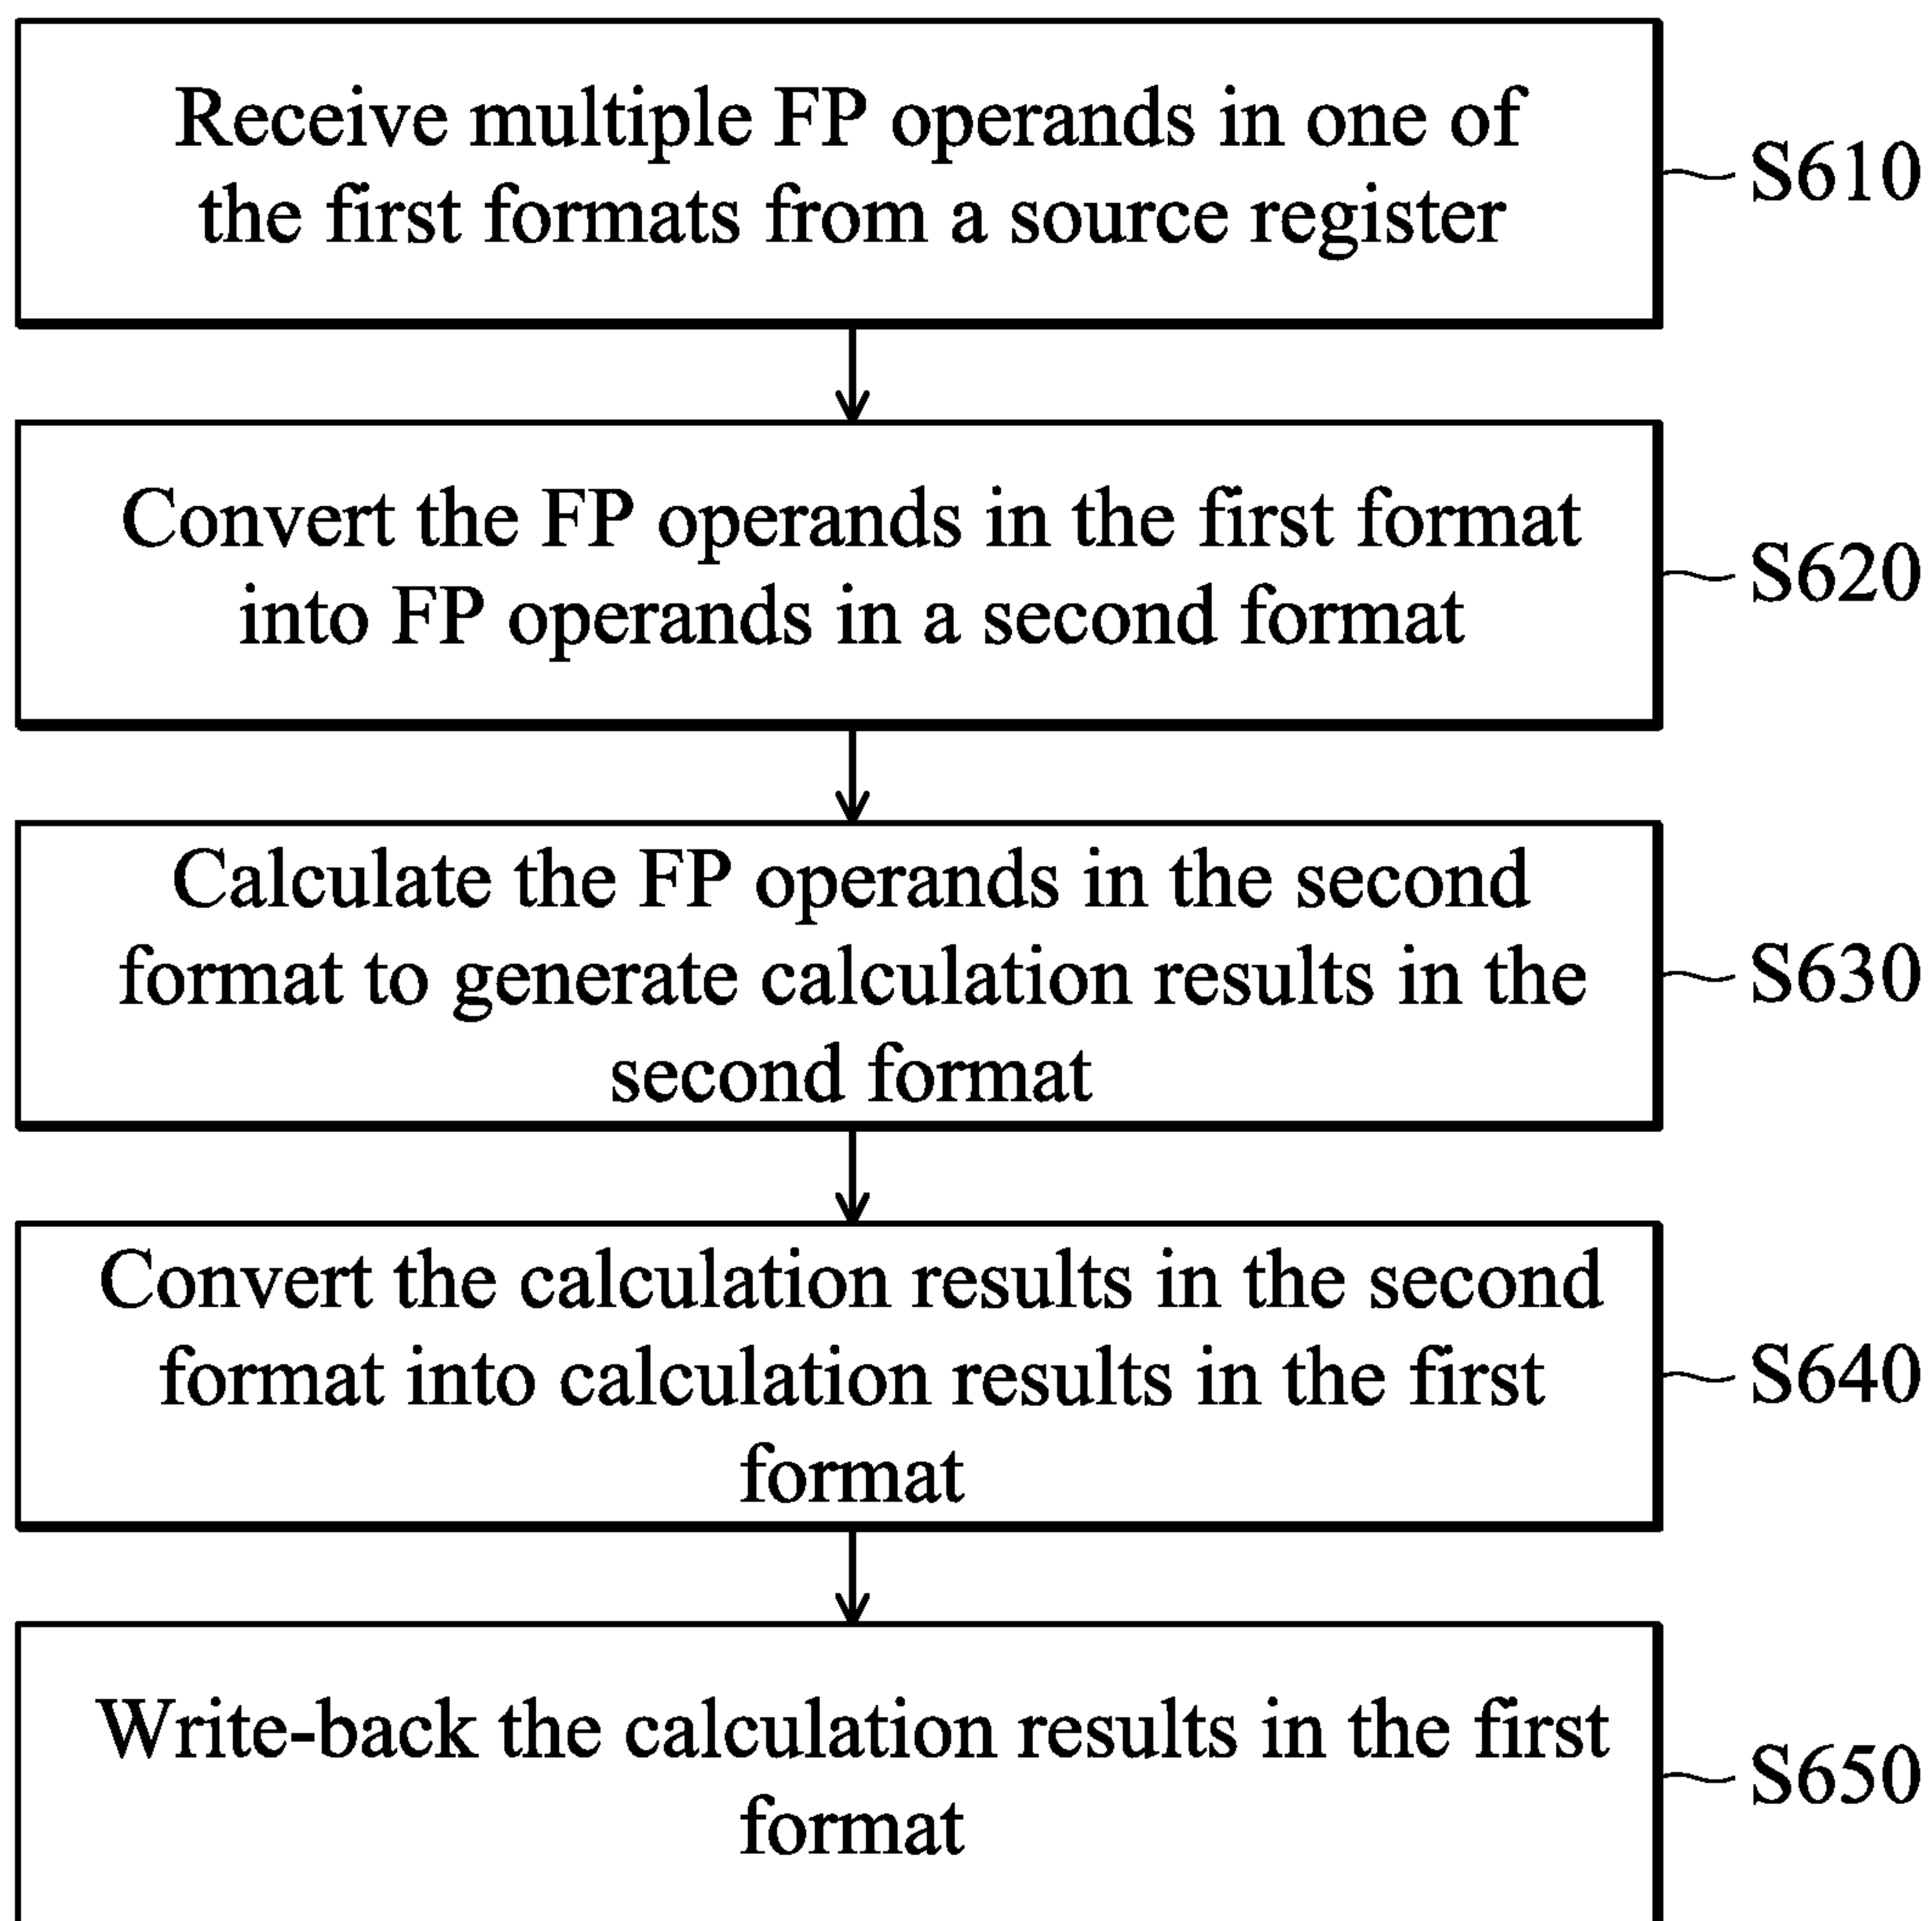 Receive multiple FP operands in one of
the first formats from a source register
S610
Convert the FP operands in the first format
into FP operands in a second format
S620
Calculate the FP operands in the second
format to generate calculation results in the
second format
S630
Convert the calculation results in the second
format into calculation results in the first
format
S640
Write-back the calculation results in the first
format
S650